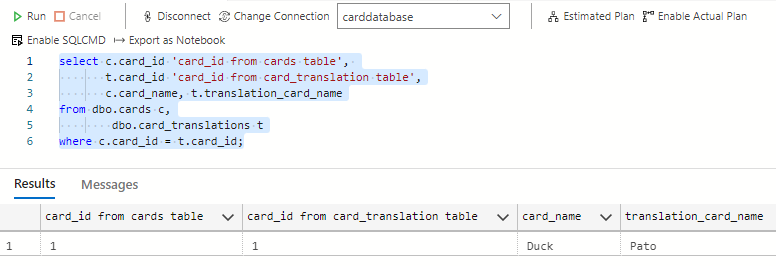 Run Cancel Disconnect Change Connection carddatabase Estimated Plan Enable Actual Plan
Enable SQLCMD Export as Notebook
1 select c.card_id 'card_id from cards table',
2 t.card_id 'card_id from card_translation table',
3 c.card_name, t.translation_card_name
4 from dbo.cards c,
5 dbo.card_translations t
6 where c.card_id = t.card_id;
Results Messages
card_id from cards table card_id from card_translation table card_name translation_card_name
1 1 1 Duck Pato